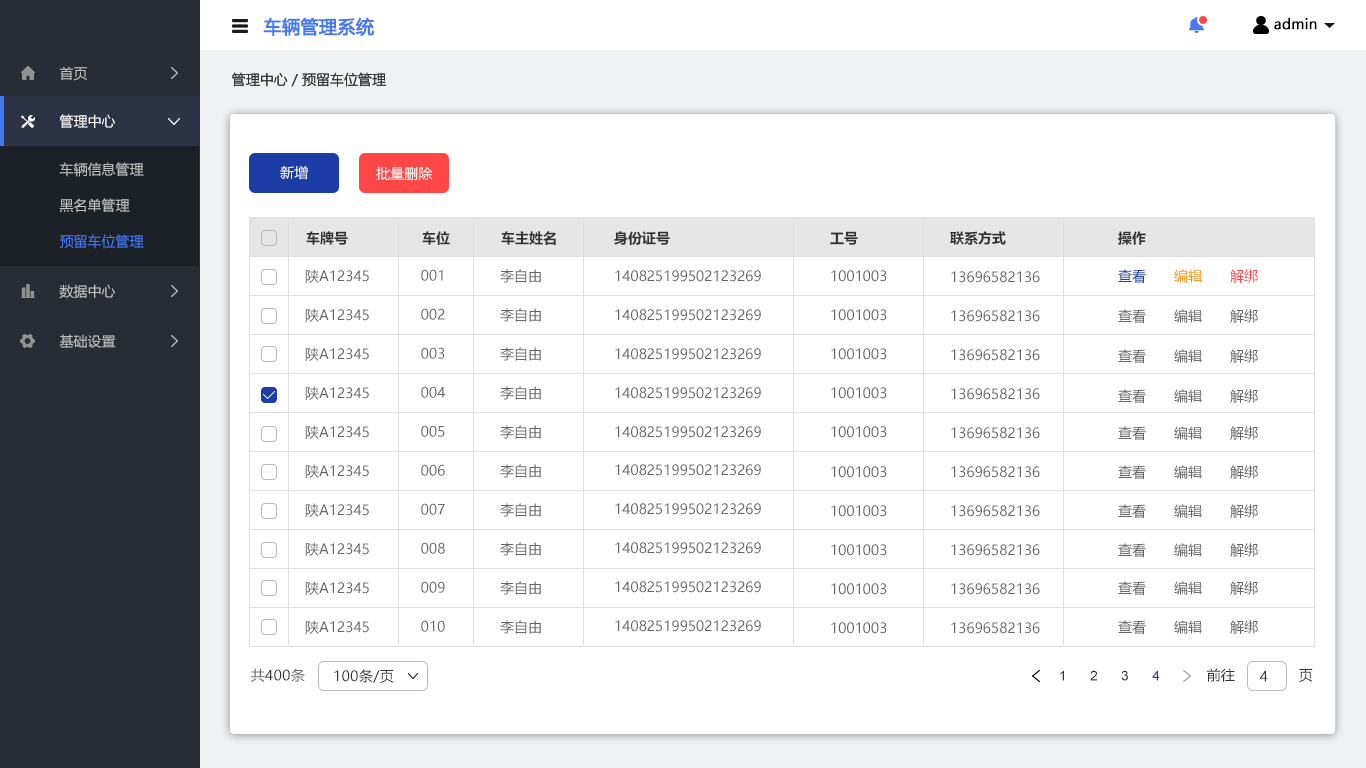 车辆管理系统
admin
首页
管理中心
车辆信息管理
黑名单管理
预留车位管理
数据中心
基础设置
管理中心 / 预留车位管理
新增 批量删除
车牌号 车位 车主姓名 身份证号 工号 联系方式 操作
陕A12345 001 李自由 140825199502123269 1001003 13696582136 查看 编辑 解绑
陕A12345 002 李自由 140825199502123269 1001003 13696582136 查看 编辑 解绑
陕A12345 003 李自由 140825199502123269 1001003 13696582136 查看 编辑 解绑
陕A12345 004 李自由 140825199502123269 1001003 13696582136 查看 编辑 解绑
陕A12345 005 李自由 140825199502123269 1001003 13696582136 查看 编辑 解绑
陕A12345 006 李自由 140825199502123269 1001003 13696582136 查看 编辑 解绑
陕A12345 007 李自由 140825199502123269 1001003 13696582136 查看 编辑 解绑
陕A12345 008 李自由 140825199502123269 1001003 13696582136 查看 编辑 解绑
陕A12345 009 李自由 140825199502123269 1001003 13696582136 查看 编辑 解绑
陕A12345 010 李自由 140825199502123269 1001003 13696582136 查看 编辑 解绑
共400条 100条/页 1 2 3 4 前往 4 页